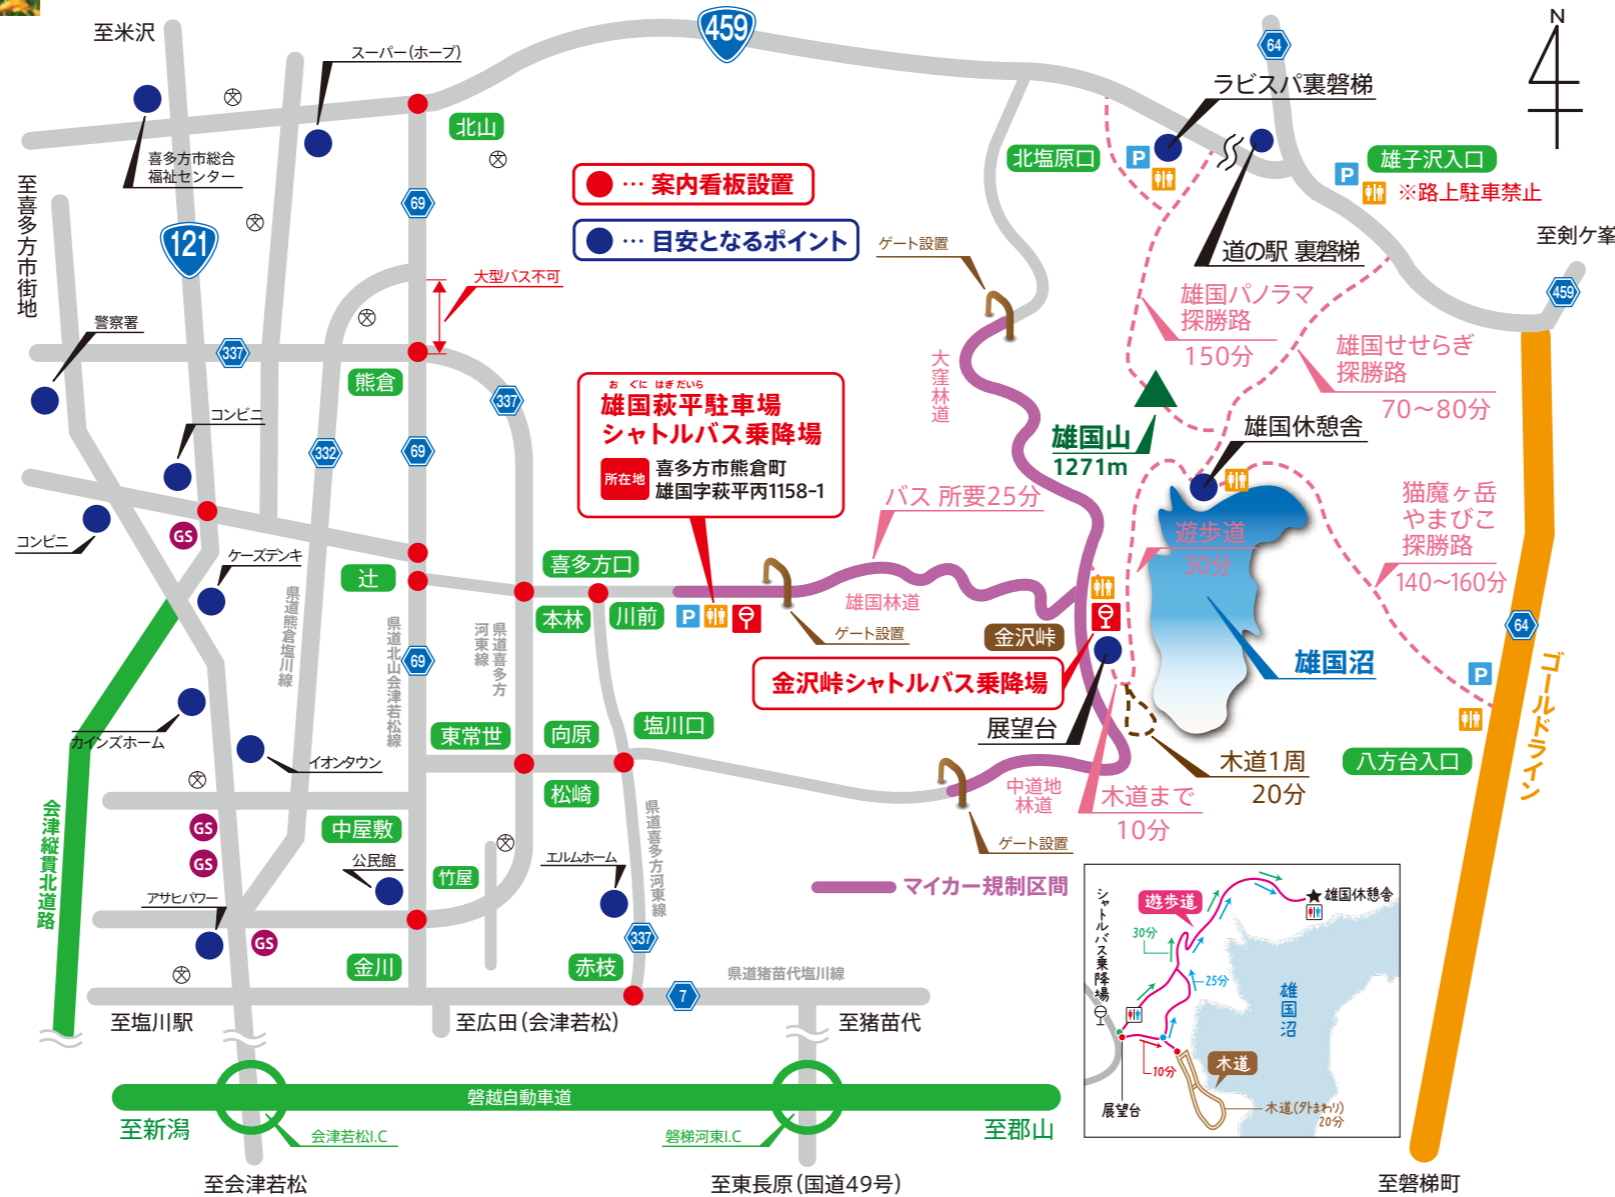 至米沢
スーパー(ホープ)
459
64
N
ラビスパ裏磐梯
文
喜多方市総合
福祉センター
北山
文
北塩原口
P
雄子沢入口
P
※路上駐車禁止
至喜多方市街地
121
文
69
… 案内看板設置
… 目安となるポイント
ゲート設置
道の駅 裏磐梯
至剣ケ峯
459
大型バス不可
警察署
文
337
熊倉
337
雄国パノラマ
探勝路
150分
雄国せせらぎ
探勝路
70〜80分
大窪林道
おぐにはぎだいら
雄国萩平駐車場
シャトルバス乗降場
所在地
喜多方市熊倉町
雄国字萩平丙1158-1
雄国山
1271m
雄国休憩舎
コンビニ
332
69
コンビニ
GS
ケーズデンキ
バス 所要25分
遊歩道
30分
猫魔ヶ岳
やまびこ
探勝路
140〜160分
辻
喜多方口
本林
川前
P
雄国林道
ゲート設置
金沢峠
金沢峠シャトルバス乗降場
雄国沼
64
県道熊倉塩川線
県道北山会津若松線
69
県道喜多方
河東線
カインズホーム
イオンタウン
東常世
向原
塩川口
展望台
P
ゴールドライン
木道1周
20分
八方台入口
文
松崎
中道地
林道
木道まで
10分
会津縦貫北道路
GS
GS
中屋敷
県道喜多方河東線
文
ゲート設置
公民館
竹屋
エルムホーム
マイカー規制区間
アサヒパワー
GS
文
金川
赤枝
337
7
県道猪苗代塩川線
至塩川駅
至広田(会津若松)
至猪苗代
シャトルバス乗降場
遊歩道
雄国休憩舎
30分
25分
雄国沼
10分
木道
展望台
木道(外まわり)
20分
磐越自動車道
至新潟
会津若松I.C
磐梯河東I.C
至郡山
至会津若松
至東長原(国道49号)
至磐梯町